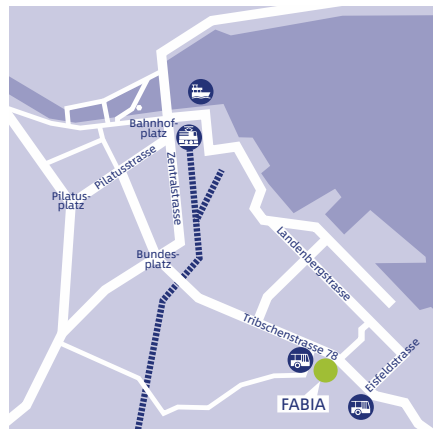 Bahnhof-
platz
Pilatusstrasse
Zentralstrasse
Pilatus-
platz
Bundes-
platz
Landenbergstrasse
Tribschenstrasse 78
Eisfeldstrasse
FABIA